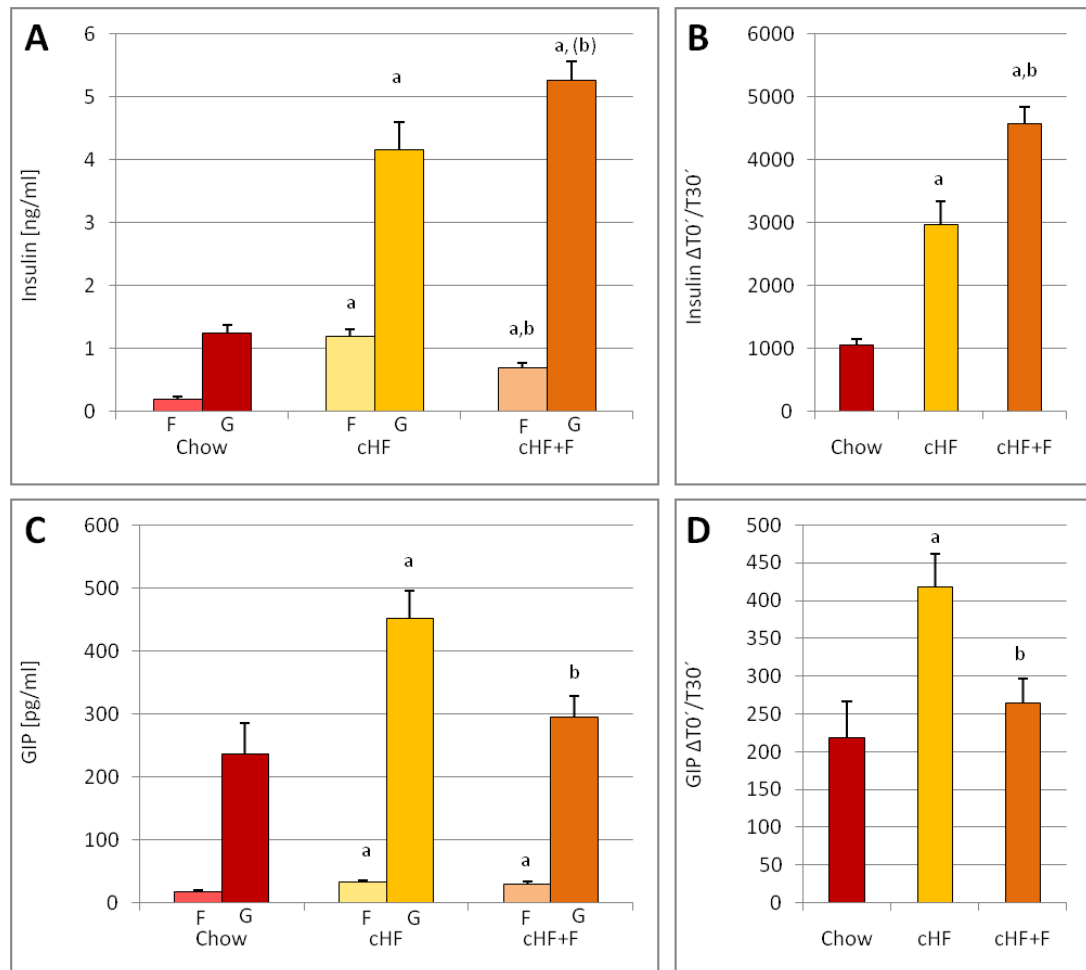 A
Insulin [ng/ml]
6
5
4
3
2
1
0
a
a
a,b
a, (b)
F G F G F G
Chow cHF cHF+F
B
Insulin ΔT0´/T30´
6000
5000
4000
3000
2000
1000
0
a
a,b
Chow cHF cHF+F
C
GIP [pg/ml]
600
500
400
300
200
100
0
a
a
a
b
F G F G F G
Chow cHF cHF+F
D
GIP ΔT0´/T30´
500
450
400
350
300
250
200
150
100
50
0
a
b
Chow cHF cHF+F